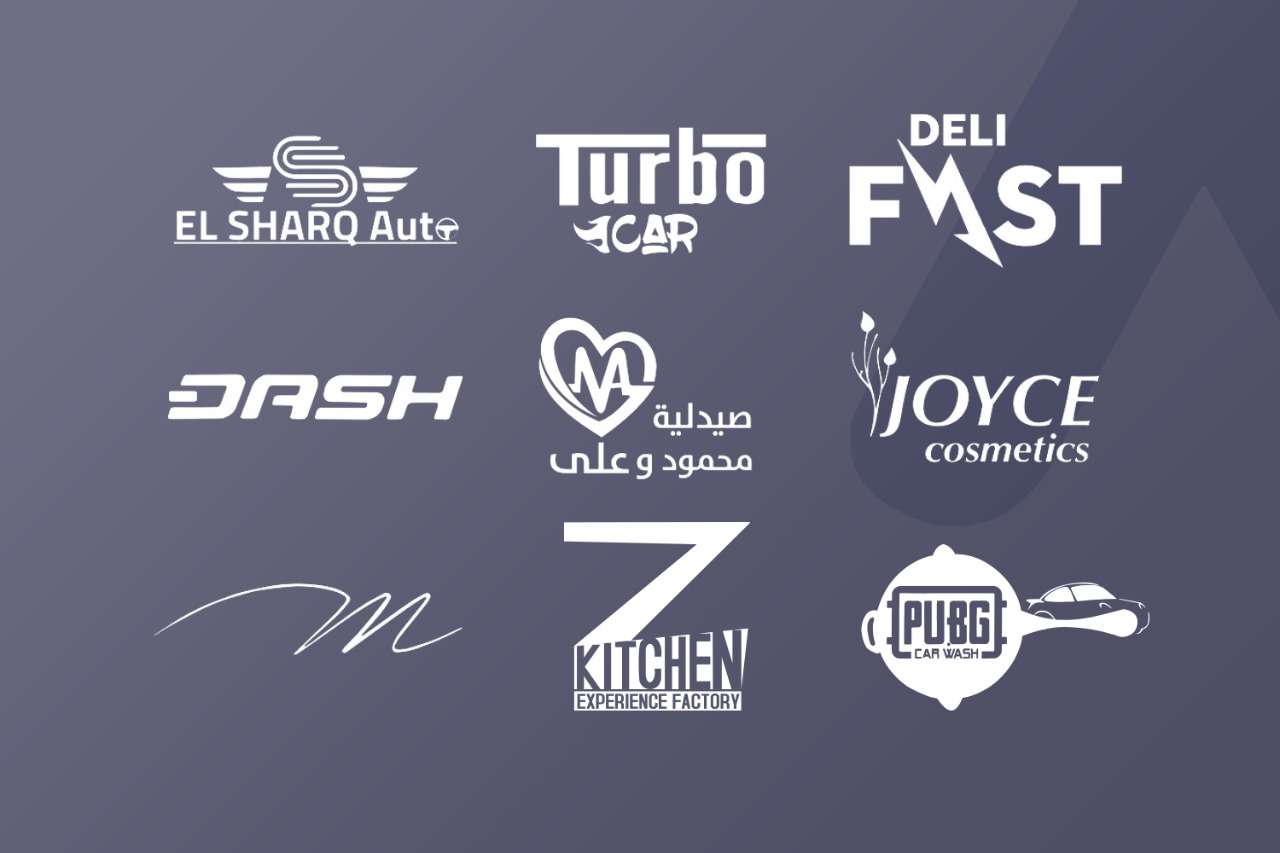 EL SHARQ Auto
Turbo
CAR
DELI
FAST
DASH
MA
صيدلية
محمود و على
JOYCE
cosmetics
M
Z
KITCHEN
EXPERIENCE FACTORY
PUBG
CAR WASH